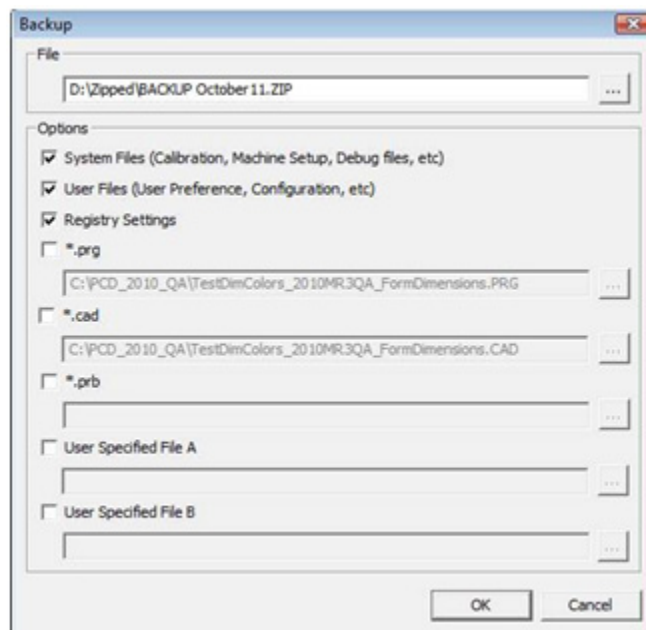 Backup
File
D:\Zipped\BACKUP October11.ZIP
...
Options
System Files (Calibration, Machine Setup, Debug files, etc)
User Files (User Preference, Configuration, etc)
Registry Settings
*.prg
C:\PCD_2010_QA\TestDimColors_2010MR3QA_FormDimensions.PRG
...
*.cad
C:\PCD_2010_QA\TestDimColors_2010MR3QA_FormDimensions.CAD
...
*.prb
...
User Specified File A
...
User Specified File B
...
OK Cancel